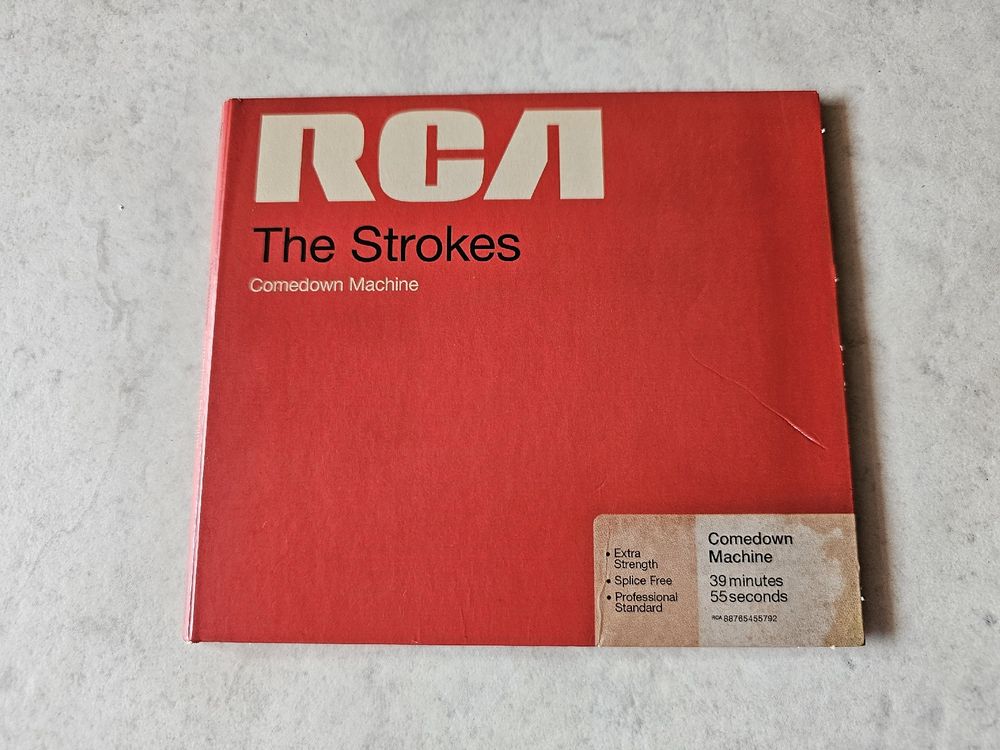 RCA
The Strokes
Comedown Machine
• Extra
Strength
• Splice Free
• Professional
Standard
Comedown
Machine
39 minutes
55 seconds
RCA 88765455792